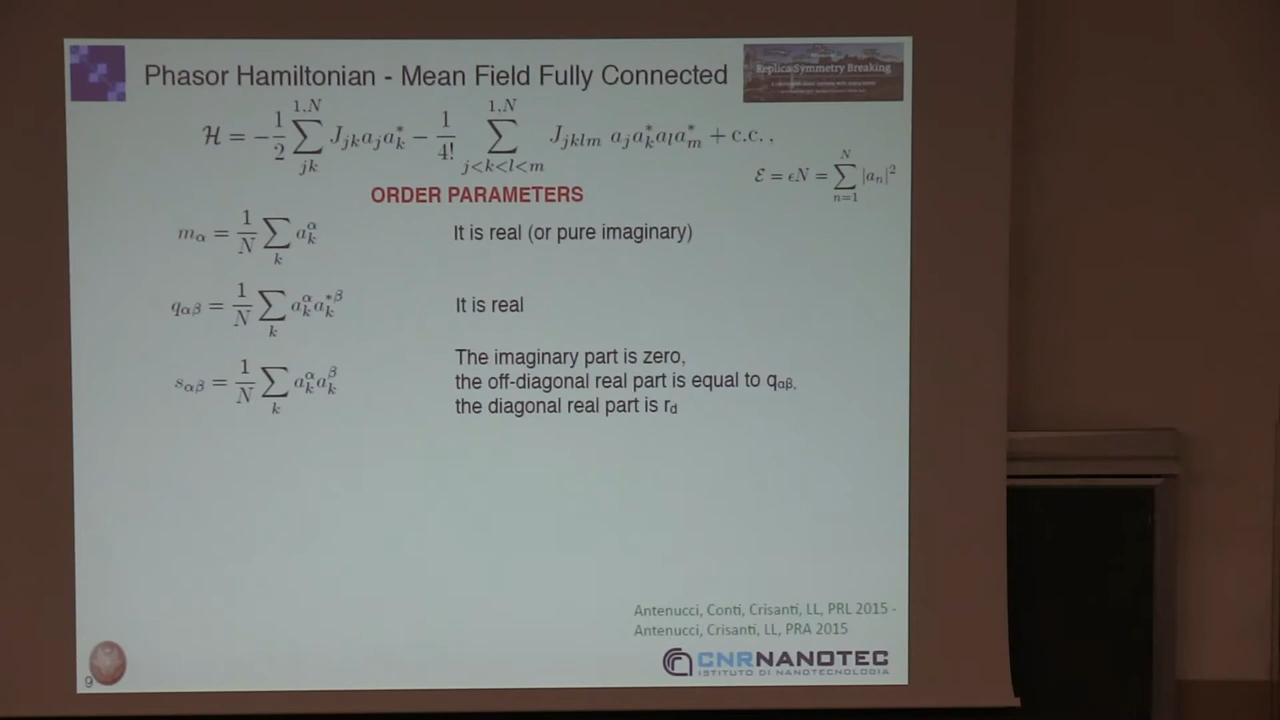 Phasor Hamiltonian - Mean Field Fully Connected
Replica Symmetry Breaking
ℋ = −1/2 ∑_{jk}^{1,N} J_{jk} a_j a_k^* − 1/4! ∑_{j<k<l<m}^{1,N} J_{jklm} a_j a_k^* a_l a_m^* + c.c. ,
ℰ = ϵN = ∑_{n=1}^{N} |a_n|^2
ORDER PARAMETERS
m_α = 1/N ∑_k a_k^α It is real (or pure imaginary)
q_{αβ} = 1/N ∑_k a_k^α a_k^{*β} It is real
The imaginary part is zero,
s_{αβ} = 1/N ∑_k a_k^α a_k^β the off-diagonal real part is equal to q_{αβ},
the diagonal real part is r_d
Antenucci, Conti, Crisanti, LL, PRL 2015 -
Antenucci, Crisanti, LL, PRA 2015
CNRNANOTEC
ISTITUTO DI NANOTECNOLOGIA
9